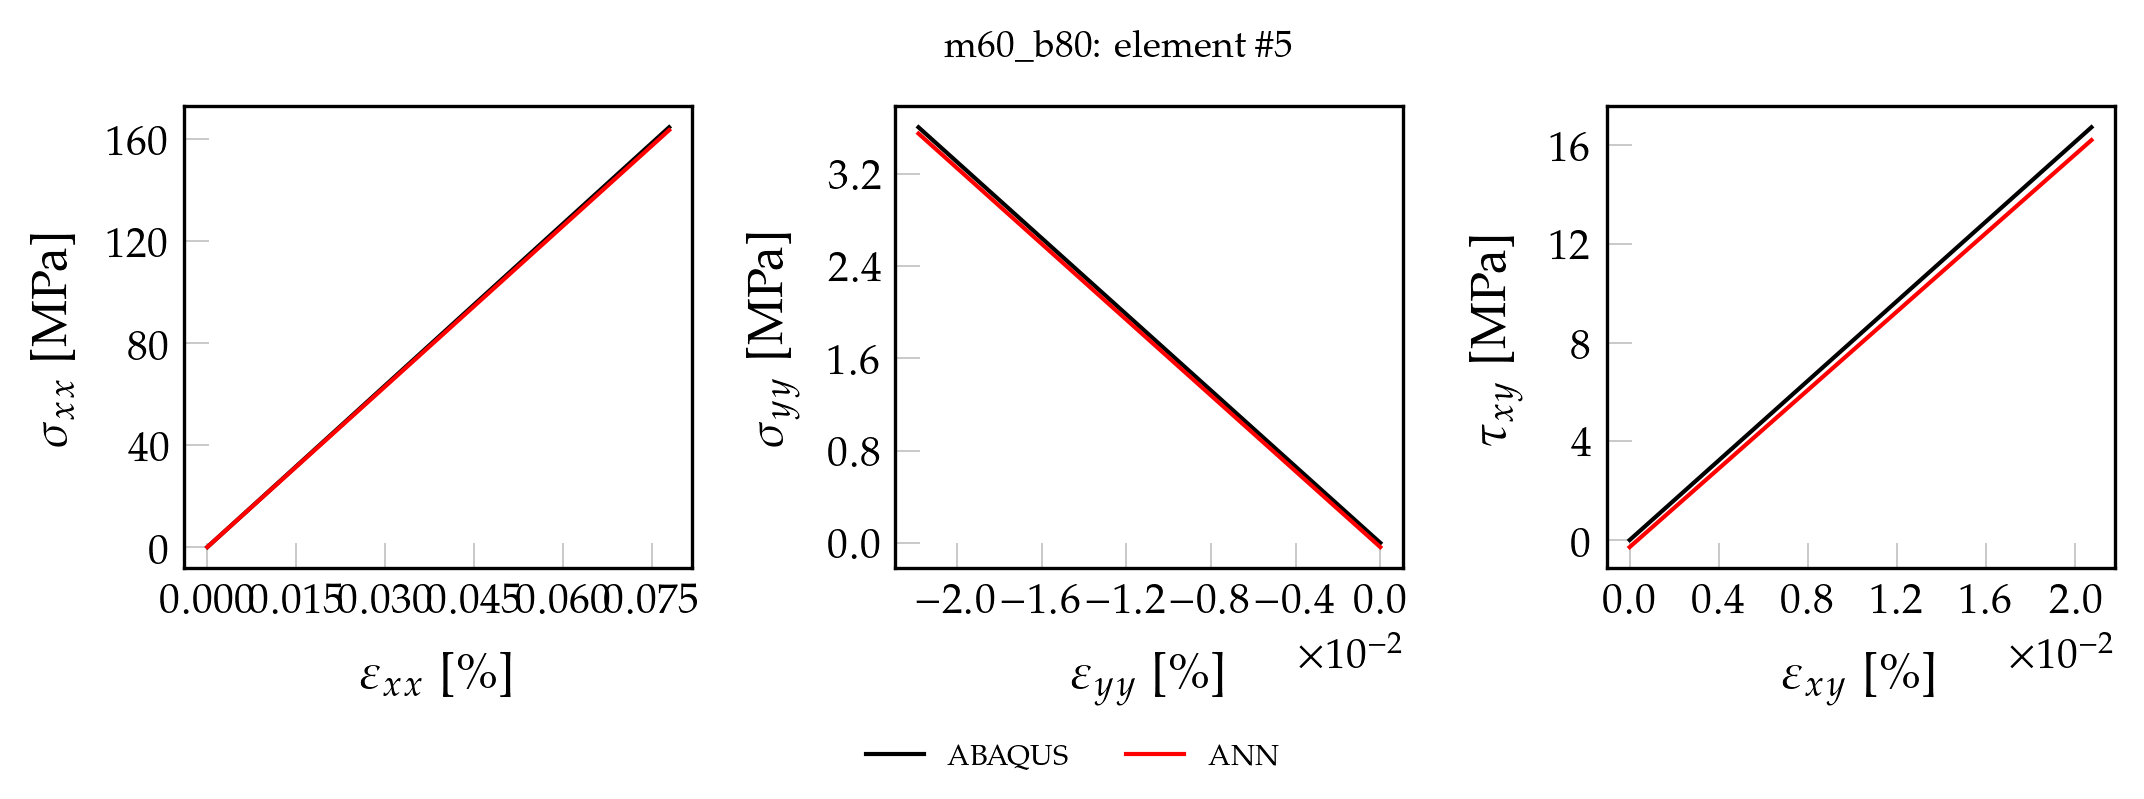 m60_b80: element #5
160
120
80
40
0
σxx [MPa]
0.000 0.015 0.030 0.045 0.060 0.075
εxx [%]
3.2
2.4
1.6
0.8
0.0
σyy [MPa]
−2.0 −1.6 −1.2 −0.8 −0.4 0.0
×10−2
εyy [%]
16
12
8
4
0
τxy [MPa]
0.0 0.4 0.8 1.2 1.6 2.0
×10−2
εxy [%]
ABAQUS ANN